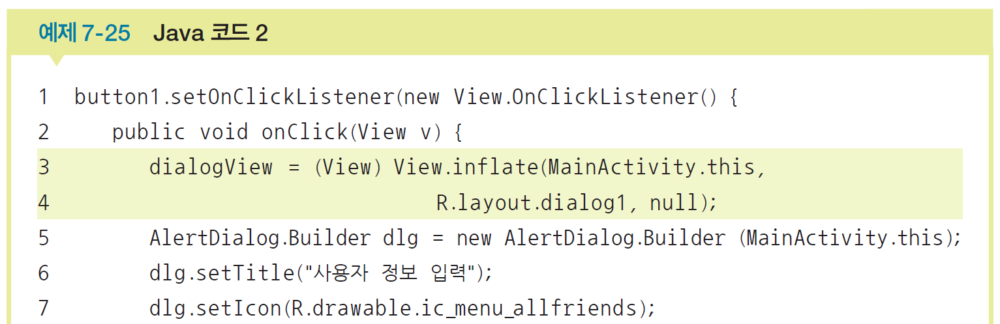 예제 7-25 Java 코드 2
1 button1.setOnClickListener(new View.OnClickListener() {
2 public void onClick(View v) {
3 dialogView = (View) View.inflate(MainActivity.this,
4 R.layout.dialog1, null);
5 AlertDialog.Builder dlg = new AlertDialog.Builder (MainActivity.this);
6 dlg.setTitle("사용자 정보 입력");
7 dlg.setIcon(R.drawable.ic_menu_allfriends);